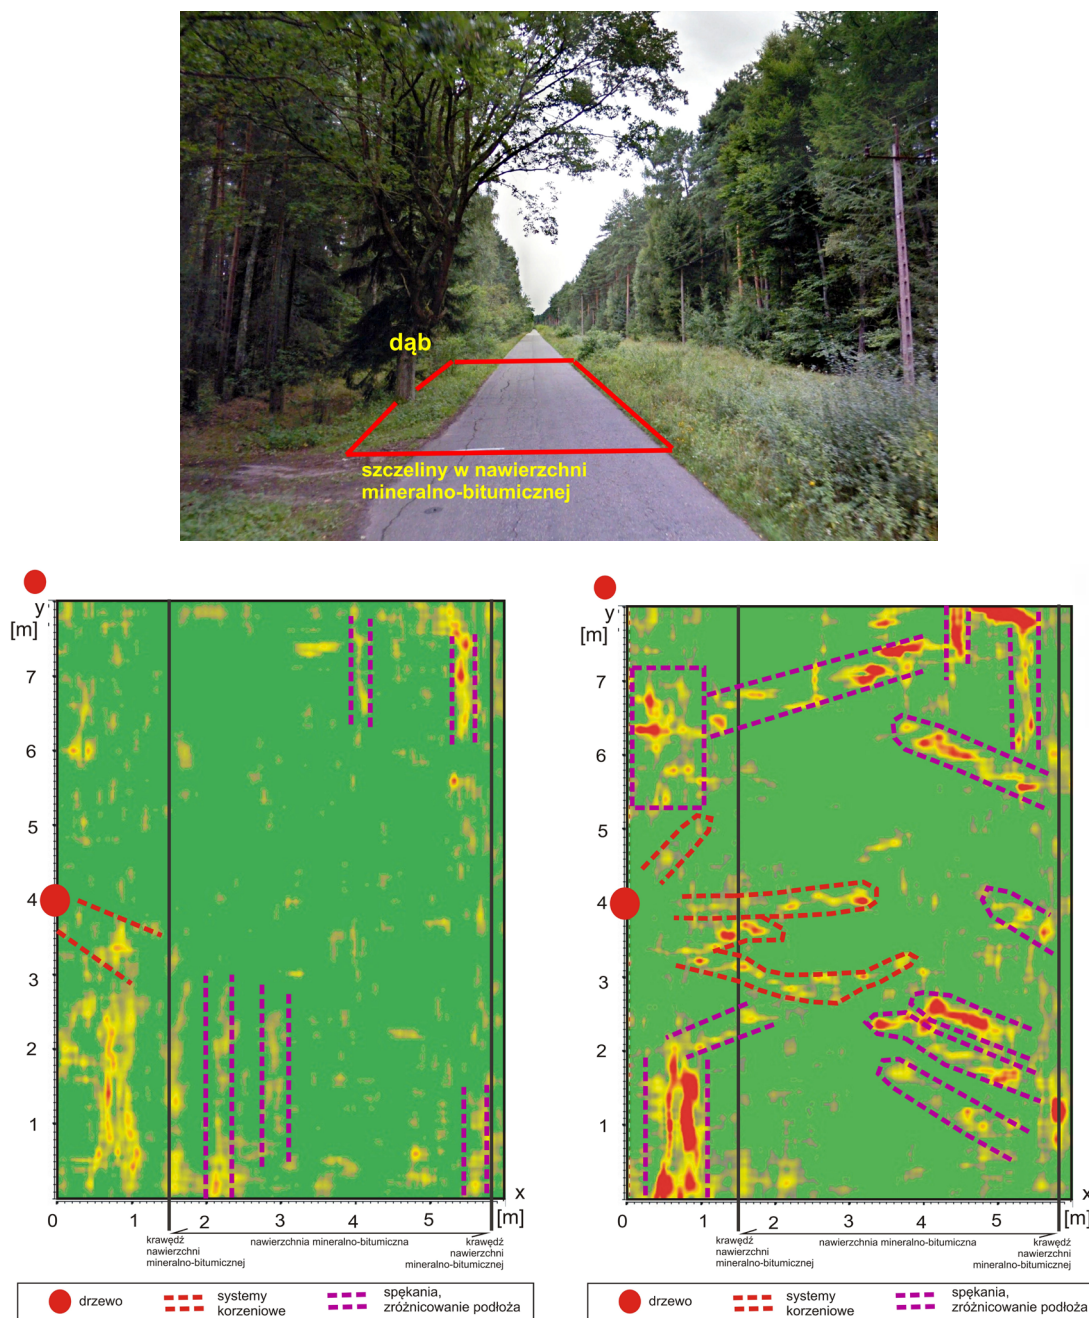 dąb
szczeliny w nawierzchni
mineralno-bitumicznej
y
[m]
7
6
5
4
3
2
1
0
1
2
3
4
5
x
[m]
krawędź
nawierzchni
mineralno-bitumicznej
nawierzchnia mineralno-bitumiczna
krawędź
nawierzchni
mineralno-bitumicznej
drzewo
systemy
korzeniowe
spękania,
zróżnicowanie podłoża
y
[m]
7
6
5
4
3
2
1
0
1
2
3
4
5
x
[m]
krawędź
nawierzchni
mineralno-bitumicznej
nawierzchnia mineralno-bitumiczna
krawędź
nawierzchni
mineralno-bitumicznej
drzewo
systemy
korzeniowe
spękania,
zróżnicowanie podłoża